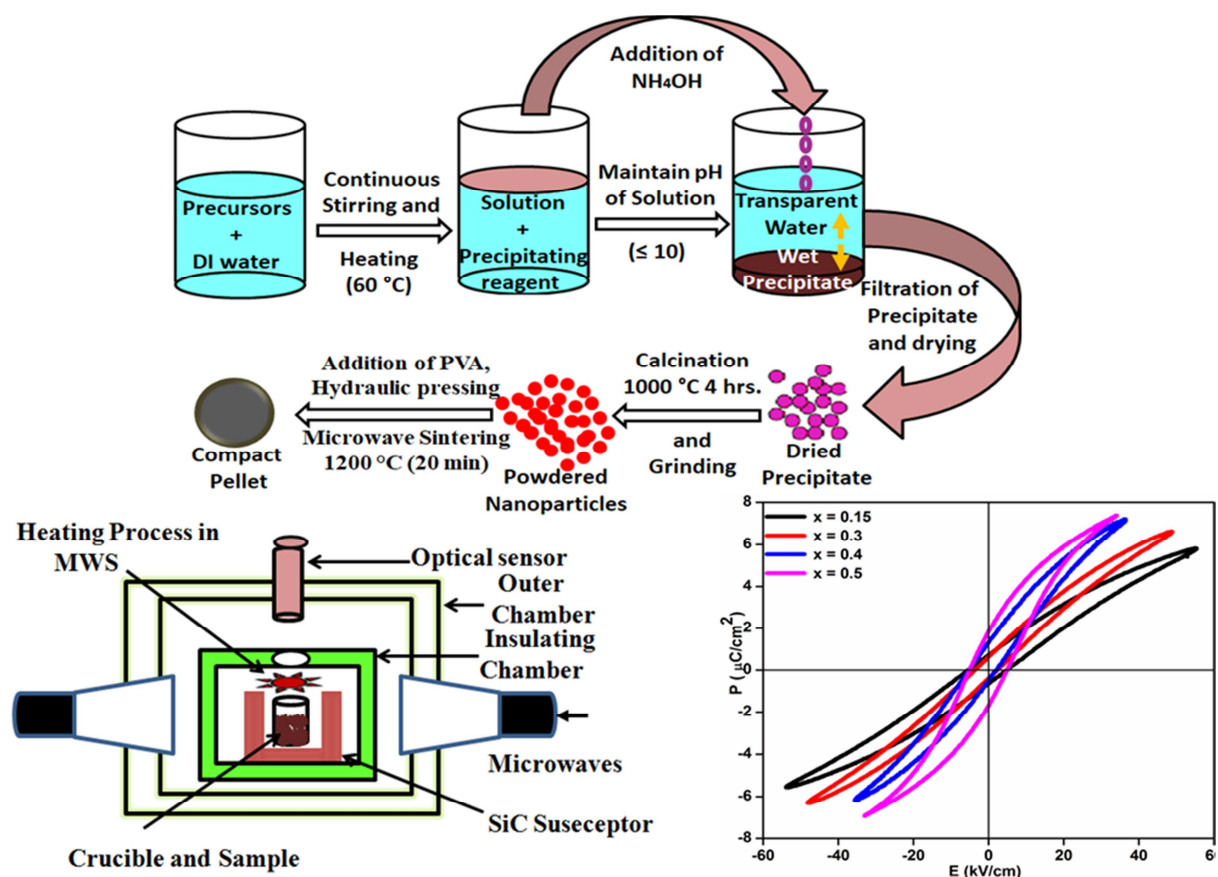 Addition of
NH₄OH
Precursors
+
DI water
Continuous
Stirring and
Heating
(60 °C)
Solution
+
Precipitating
reagent
Maintain pH
of Solution
(≤ 10)
Transparent
Water
Wet
Precipitate
Filtration of
Precipitate
and drying
Dried
Precipitate
Calcination
1000 °C 4 hrs.
and
Grinding
Powdered
Nanoparticles
Addition of PVA,
Hydraulic pressing
Microwave Sintering
1200 °C (20 min)
Compact
Pellet
Heating Process in
MWS
Optical sensor
Outer
Chamber
Insulating
Chamber
Microwaves
SiC Suseceptor
Crucible and Sample
x = 0.15
x = 0.3
x = 0.4
x = 0.5
P (μC/cm²)
8
6
4
2
0
-2
-4
-6
-8
-60 -40 -20 0 20 40 60
E (kV/cm)